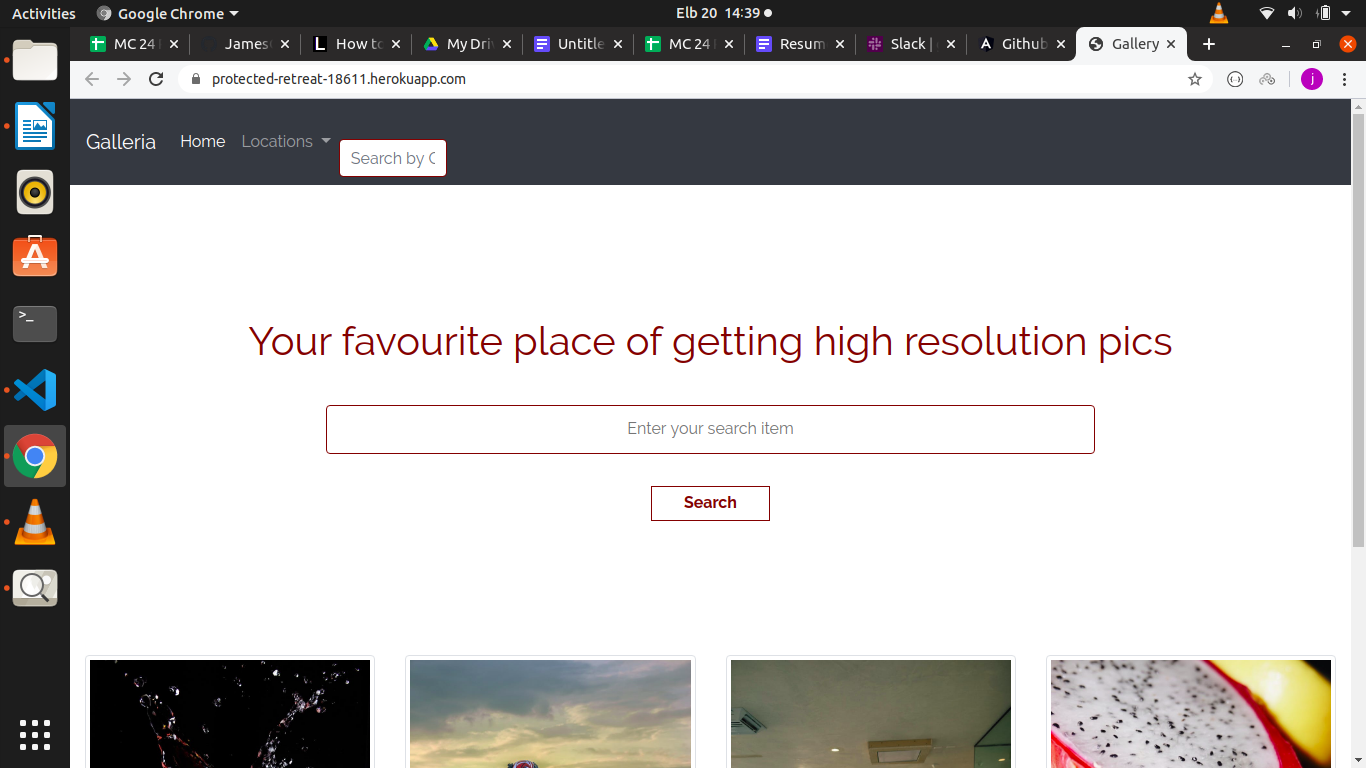 Activities Google Chrome Elb 20 14:39
MC 24 James How to My Driv Untitle MC 24 Resum Slack | Github Gallery
protected-retreat-18611.herokuapp.com j
Galleria Home Locations
Search by
Your favourite place of getting high resolution pics
Enter your search item
Search